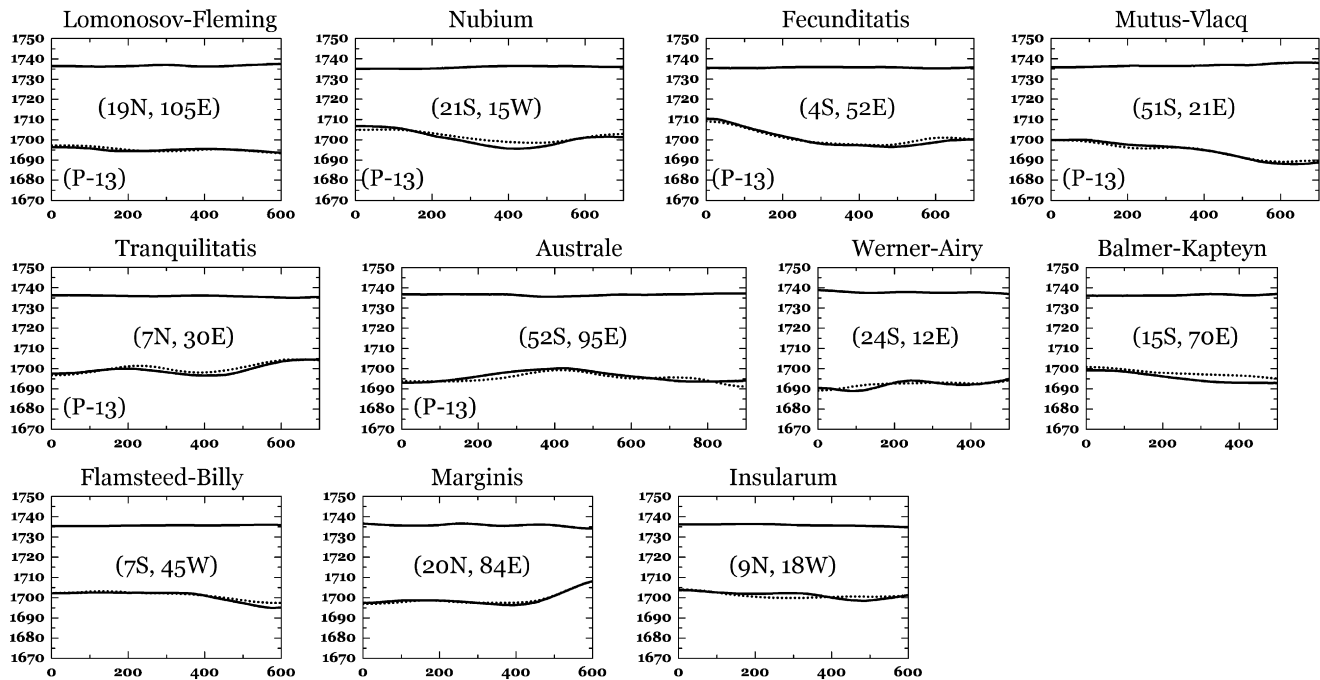 Lomonosov-Fleming Nubium Fecunditatis Mutus-Vlacq
1750 1750 1750 1750
1740 1740 1740 1740
1730 1730 1730 1730
1720 1720 1720 1720
1710 (19N, 105E) 1710 (21S, 15W) 1710 (4S, 52E) 1710 (51S, 21E)
1700 1700 1700 1700
1690 1690 1690 1690
1680 (P-13) 1680 (P-13) 1680 (P-13) 1680 (P-13)
1670 1670 1670 1670
0 200 400 600 0 200 400 600 0 200 400 600 0 200 400 600
Tranquilitatis Australe Werner-Airy Balmer-Kapteyn
1750 1750 1750 1750
1740 1740 1740 1740
1730 1730 1730 1730
1720 (7N, 30E) 1720 (52S, 95E) 1720 (24S, 12E) 1720 (15S, 70E)
1710 1710 1710 1710
1700 1700 1700 1700
1690 1690 1690 1690
1680 (P-13) 1680 (P-13) 1680 1680
1670 1670 1670 1670
0 200 400 600 0 200 400 600 800 0 200 400 0 200 400
Flamsteed-Billy Marginis Insularum
1750 1750 1750
1740 1740 1740
1730 1730 1730
1720 (7S, 45W) 1720 (20N, 84E) 1720 (9N, 18W)
1710 1710 1710
1700 1700 1700
1690 1690 1690
1680 1680 1680
1670 1670 1670
0 200 400 600 0 200 400 600 0 200 400 600